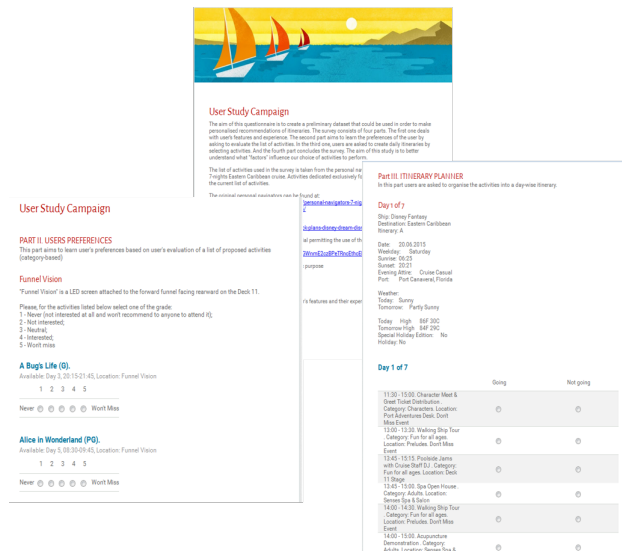 User Study Campaign
The aim of this questionnaire is to create a preliminary dataset that could be used in order to make
personalised recommendations of itineraries. The survey consists of four parts. The first one deals
with user's features and experience. The second part aims to learn the preferences of the user by
asking to evaluate the list of activities. In the third one, users are asked to create daily itineraries by
selecting activities. And the fourth part concludes the survey. The aim of this study is to better
understand what "factors" influence our choice of activities to perform.
The list of activities used in the survey is taken from the personal nav
7-nights Eastern Caribbean cruise. Activities dedicated exclusively f
the current list of activities.
The original personal navigators can be found at:
personal-navigators-7-nig
k-plans-disney-dream-dis
al permitting the use of th
purpose
r's features and their exper
User Study Campaign
PART II. USERS PREFERENCES
This part aims to learn user's preferences based on user's evaluation of a list of proposed activities
(category-based)
Funnel Vision
"Funnel Vision" is a LED screen attached to the forward funnel facing rearward on the Deck 11.
Please, for the activities listed below select one of the grade:
1 - Never (not interested at all and won't recommend to anyone to attend it);
2 - Not interested;
3 - Neutral;
4 - Interested;
5 - Won't miss
A Bug's Life (G).
Available: Day 3, 20:15-21:45, Location: Funnel Vision
1 2 3 4 5
Never Won't Miss
Alice in Wonderland (PG).
Available: Day 5, 08:30-09:45, Location: Funnel Vision
1 2 3 4 5
Never Won't Miss
Part III. ITINERARY PLANNER
In this part users are asked to organise the activities into a day-wise itinerary.
Day 1 of 7
Ship: Disney Fantasy
Destination: Eastern Caribbean
Itinerary: A
Date: 20.06.2015
Weekday: Saturday
Sunrise: 06:25
Sunset: 20:21
Evening Attire: Cruise Casual
Port: Port Canaveral, Florida
Weather:
Today: Sunny
Tomorrow: Partly Sunny
Today High 86F 30C
Tomorrow High 84F 29C
Special Holiday Edition: No
Holiday: No
Day 1 of 7
Going Not going
11:30 - 15:00. Character Meet &
Greet Ticket Distribution .
Category: Characters. Location:
Port Adventures Desk. Don't
Miss Event
13:00 - 13:30. Walking Ship Tour
. Category: Fun for all ages.
Location: Preludes. Don't Miss
Event
13:45 - 15:15. Poolside Jams
with Cruise Staff DJ . Category:
Fun for all ages. Location: Deck
11 Stage
13:45 - 15:00. Spa Open House .
Category: Adults. Location:
Senses Spa & Salon
14:00 - 14:30. Walking Ship Tour
. Category: Fun for all ages.
Location: Preludes. Don't Miss
Event
14:00 - 15:00. Acupuncture
Demonstration . Category:
Adults. Location: Senses Spa &